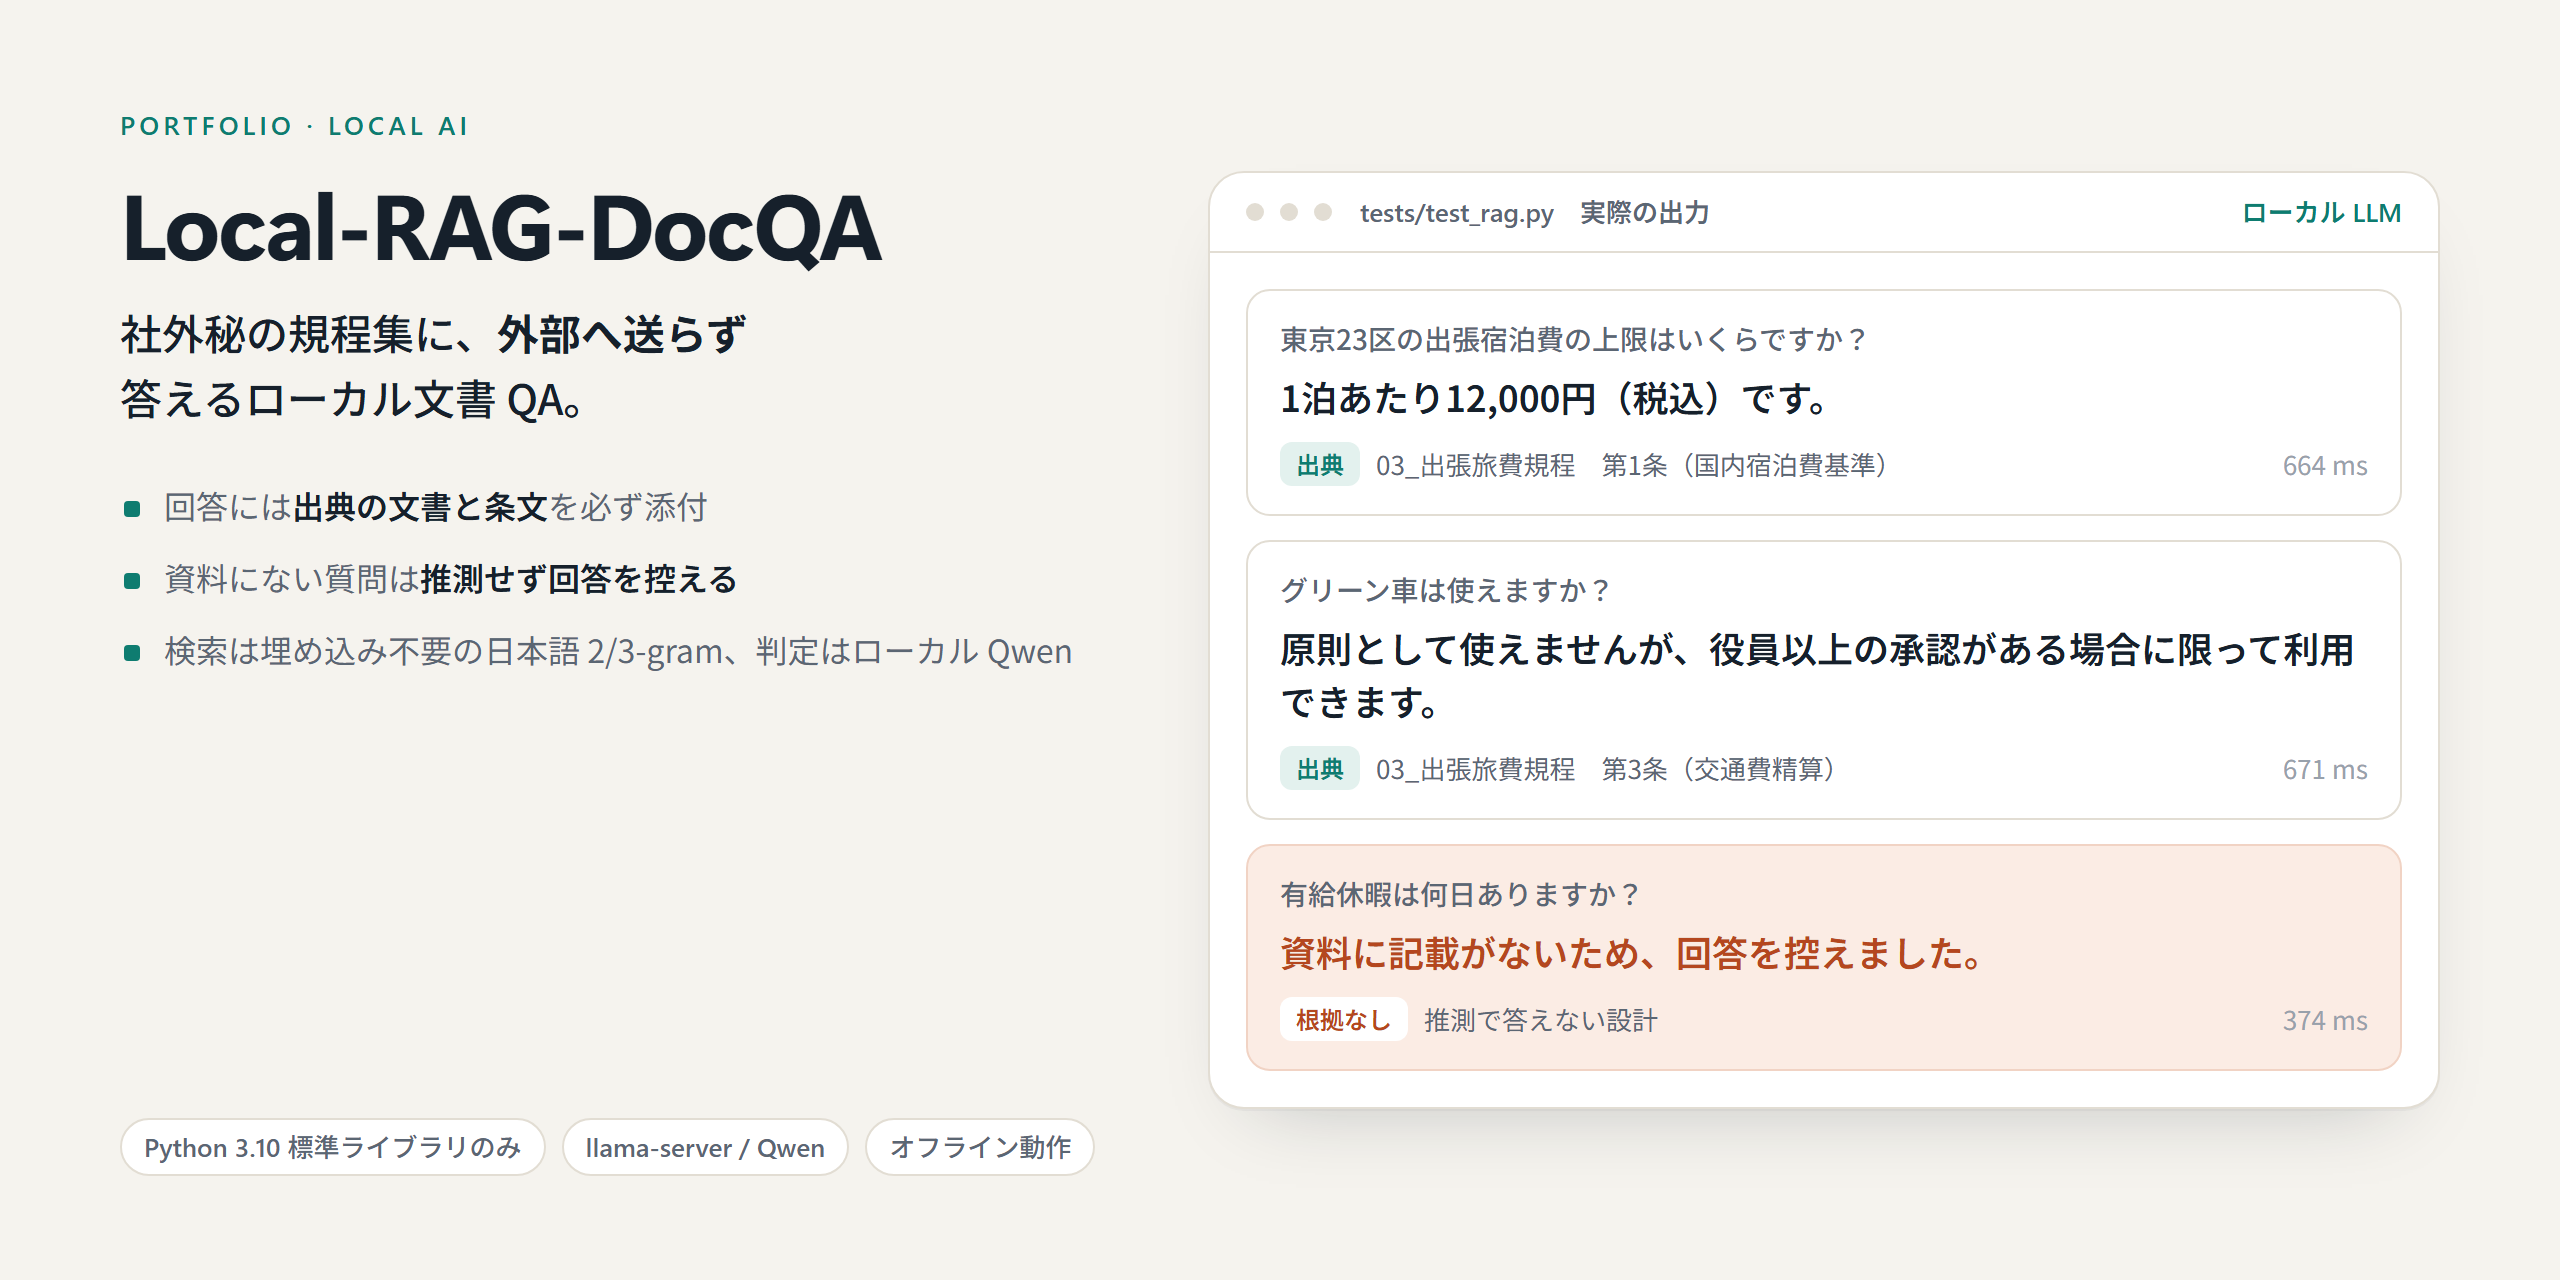 PORTFOLIO · LOCAL AI
Local-RAG-DocQA
社外秘の規程集に、外部へ送らず
答えるローカル文書 QA。
回答には出典の文書と条文を必ず添付
資料にない質問は推測せず回答を控える
検索は埋め込み不要の日本語 2/3-gram、判定はローカル Qwen
Python 3.10 標準ライブラリのみ
llama-server / Qwen
オフライン動作
tests/test_rag.py 実際の出力
ローカル LLM
東京23区の出張宿泊費の上限はいくらですか？
1泊あたり12,000円（税込）です。
出典 03_出張旅費規程　第1条（国内宿泊費基準） 664 ms
グリーン車は使えますか？
原則として使えませんが、役員以上の承認がある場合に限って利用
できます。
出典 03_出張旅費規程　第3条（交通費精算） 671 ms
有給休暇は何日ありますか？
資料に記載がないため、回答を控えました。
根拠なし 推測で答えない設計 374 ms